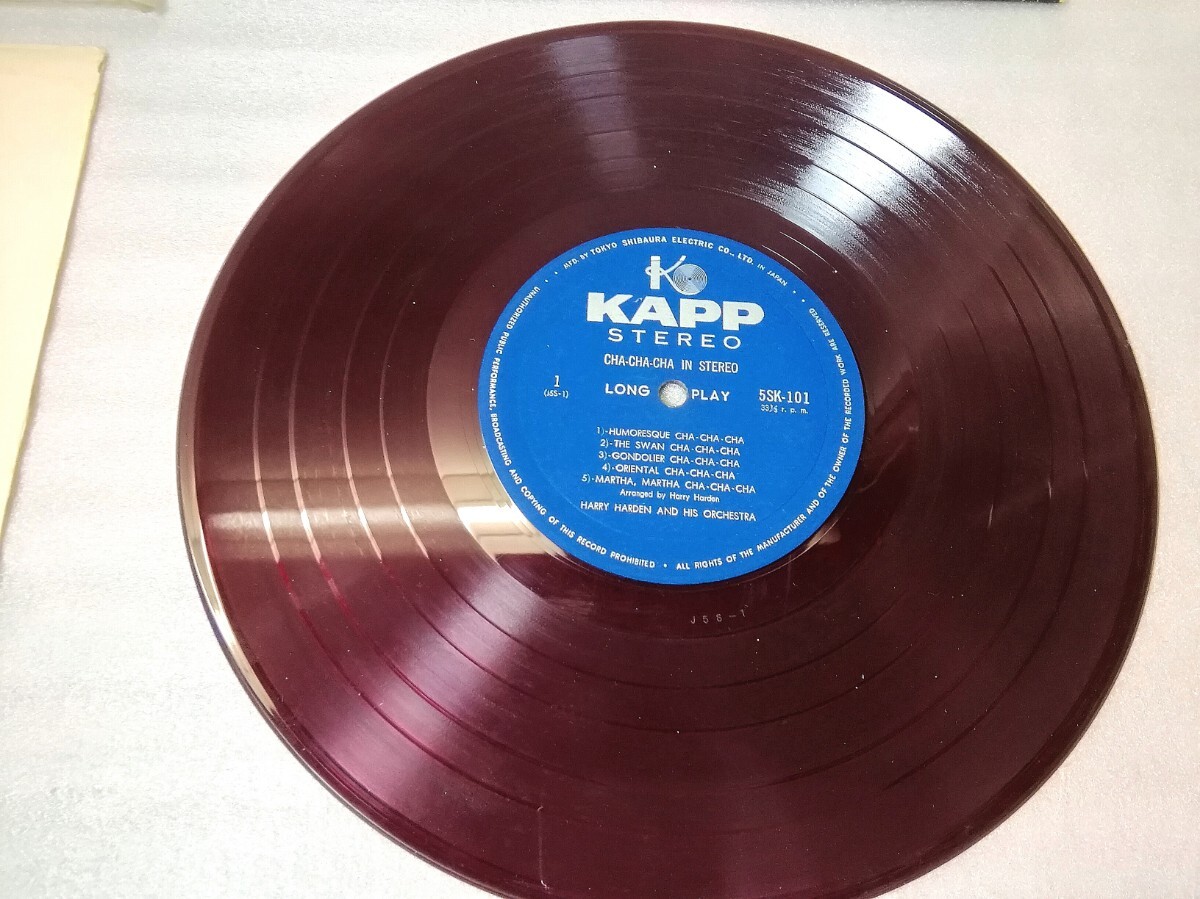 MFD. BY TOKYO SHIBAURA ELECTRIC CO., LTD. IN JAPAN
K
KAPP
STEREO
CHA-CHA-CHA IN STEREO
1
(J5S-1)
LONG PLAY
5SK-101
33⅓ r. p. m.
1)-HUMORESQUE CHA-CHA-CHA
2)-THE SWAN CHA-CHA-CHA
3)-GONDOLIER CHA-CHA-CHA
4)-ORIENTAL CHA-CHA-CHA
5)-MARTHA, MARTHA CHA-CHA-CHA
Arranged by Harry Harden
HARRY HARDEN AND HIS ORCHESTRA
UNAUTHORIZED PUBLIC PERFORMANCE, BROADCASTING AND COPYING OF THIS RECORD PROHIBITED • ALL RIGHTS OF THE MANUFACTURER AND OF THE OWNER OF THE RECORDED WORK ARE RESERVED
J5S-1